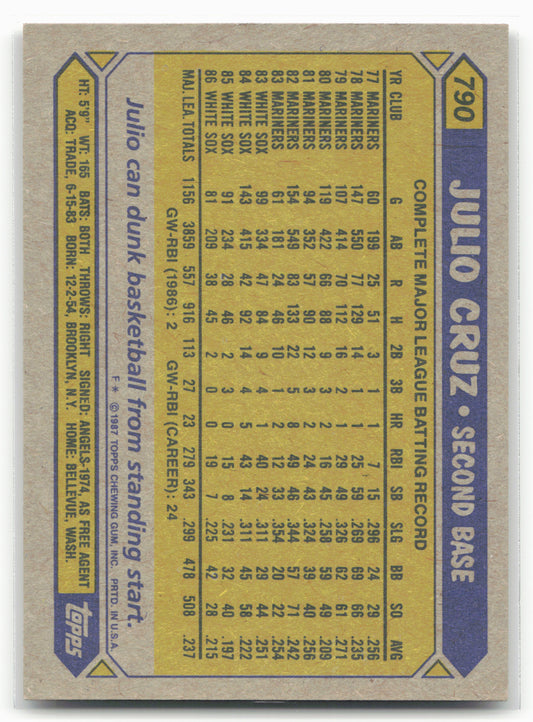 790
JULIO CRUZ • SECOND BASE
COMPLETE MAJOR LEAGUE BATTING RECORD
YR CLUB G AB R H 2B 3B HR RBI SB SLG BB SO AVG
77 MARINERS 60 199 25 51 3 1 1 7 15 .296 24 29 .256
78 MARINERS 147 550 77 129 14 1 1 25 59 .269 69 66 .235
79 MARINERS 107 414 70 112 16 2 1 29 49 .325 62 61 .271
80 MARINERS 119 422 66 88 9 3 2 16 45 .258 59 49 .209
81 MARINERS 94 352 57 90 12 3 2 24 43 .324 39 40 .256
82 MARINERS 154 549 83 133 22 5 8 49 46 .344 57 71 .242
83 MARINERS 61 181 24 46 10 1 2 12 33 .354 20 22 .254
83 WHITE SOX 99 334 47 84 9 4 1 40 24 .311 29 44 .251
84 WHITE SOX 143 415 42 92 14 4 5 43 14 .311 45 58 .222
85 WHITE SOX 91 234 28 46 2 3 0 15 8 .231 32 40 .197
86 WHITE SOX 81 209 38 45 2 0 0 19 7 .225 42 28 .215
MAJ. LEA. TOTALS 1156 3859 557 916 113 27 23 279 343 .299 478 508 .237
GW-RBI (1986): 2 GW-RBI (CAREER): 24
Julio can dunk basketball from standing start.
F * ©1987 TOPPS CHEWING GUM, INC. PRTD. IN U.S.A.
HT: 5'9" WT: 165 BATS: BOTH THROWS: RIGHT SIGNED: ANGELS-1974, AS FREE AGENT
ACQ: TRADE, 6-15-83 BORN: 12-2-54, BROOKLYN, N.Y. HOME: BELLEVUE, WASH.
topps